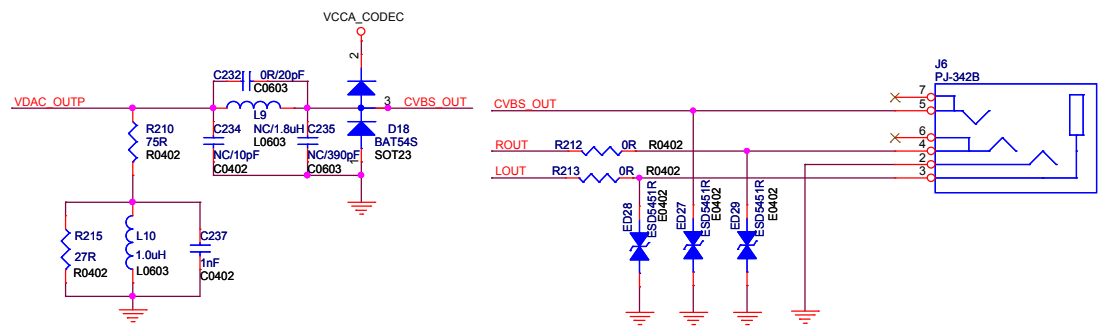 VCCA_CODEC
2
C232 0R/20pF
C0603
VDAC_OUTP
L9
3
CVBS_OUT
R210
75R
R0402
C234
NC/10pF
C0402
NC/1.8uH
L0603
C235
NC/390pF
C0603
D18
BAT54S
SOT23
1
R215
27R
R0402
L10
1.0uH
L0603
C237
1nF
C0402
J6
PJ-342B
CVBS_OUT
7
5
6
ROUT
R212 0R R0402
4
2
LOUT
R213 0R R0402
3
ED28
ESD5451R
E0402
ED27
ESD5451R
E0402
ED29
ESD5451R
E0402